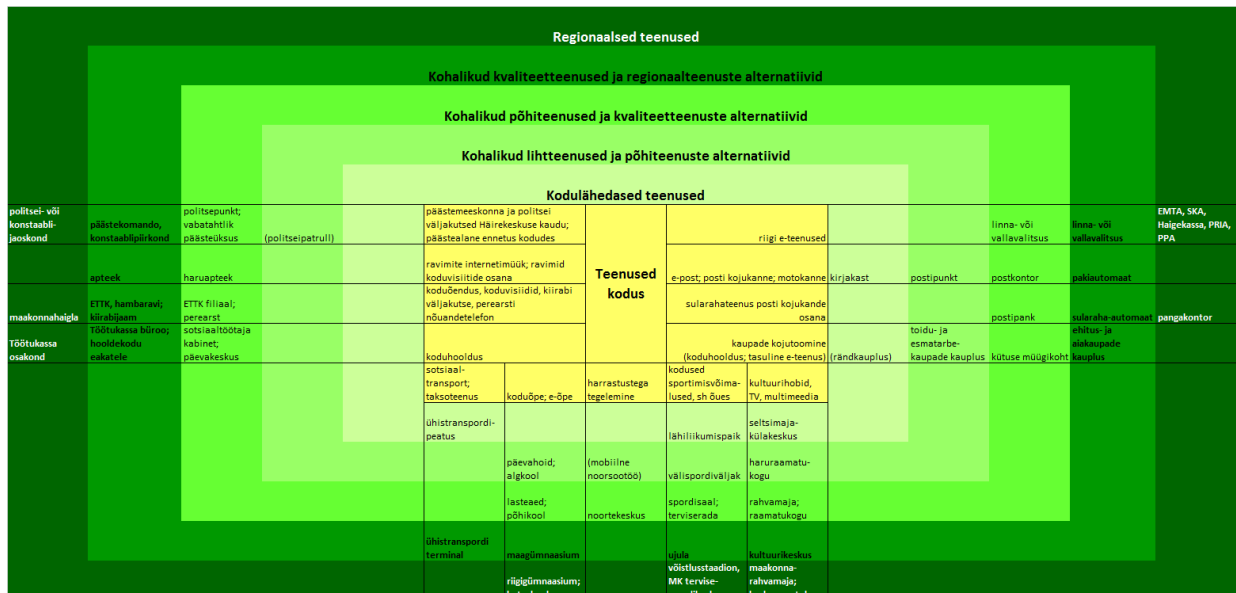 Regionaalsed teenused
Kohalikud kvaliteetteenused ja regionaalteenuste alternatiivid
Kohalikud põhiteenused ja kvaliteetteenuste alternatiivid
Kohalikud lihtteenused ja põhiteenuste alternatiivid
Kodulähedased teenused
politsei- või
konstaabli-
jaoskond
päästekomando,
konstaablipiirkond
politsepunkt;
vabatahtlik
päästeüksus
(politseipatrull)
päästemeeskonna ja politsei
väljakutsed Häirekeskuse kaudu;
päästealane ennetus kodudes
Teenused
kodus
riigi e-teenused
linna- või
vallavalitsus
linna- või
vallavalitsus
EMTA, SKA,
Haigekassa, PRIA,
PPA
apteek
haruapteek
ravimite internetimüük; ravimid
koduvisiitide osana
e-post; posti kojukanne; motokanne
kirjakast
postipunkt
postkontor
pakiautomaat
maakonnahaigla
ETTK, hambaravi;
kiirabijaam
ETTK filiaal;
perearst
koduõendus, koduvisiidid, kiirabi
väljakutse, perearsti
nõuandetelefon
sularahateenus posti kojukande
osana
postipank
sularaha-automaat
pangakontor
Töötukassa
osakond
Töötukassa büroo;
hooldekodu
eakatele
sotsiaaltöötaja
kabinet;
päevakeskus
koduhooldus
kaupade kojutoomine
(koduhooldus; tasuline e-teenus)
(rändkauplus)
toidu- ja
esmatarbe-
kaupade kauplus
kütuse müügikoht
ehitus- ja
aiakaupade
kauplus
sotsiaal-
transport;
taksoteenus
koduõpe; e-õpe
harrastustega
tegelemine
kodused
sportimisvõima-
lused, sh õues
kultuurihobid,
TV, multimeedia
ühistranspordi-
peatus
lähiliikumispaik
seltsimaja-
külakeskus
päevahoid;
algkool
(mobiilne
noorsootöö)
välispordiväljak
haruraamatu-
kogu
lasteaed;
põhikool
noortekeskus
spordisaal;
terviserada
rahvamaja;
raamatukogu
ühistranspordi
terminal
maagümnaasium
ujula
kultuurikeskus
riigigümnaasium;
võistlusstaadion,
MK tervise-
maakonna-
rahvamaja;